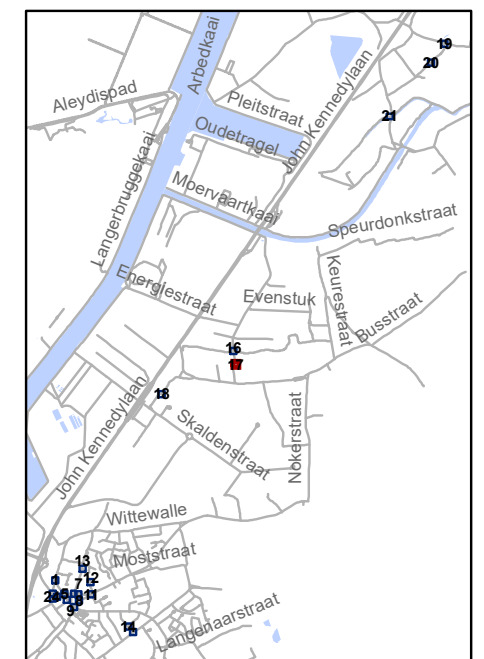 Arbedkaai
19
20
Aleydispad
Pleitstraat
John Kennedylaan
21
Oudetragel
Langerbruggekaai
Moervaartkaai
Speurdonkstraat
Energiestraat
Evenstuk
Keurestraat
Busstraat
16
17
18
John Kennedylaan
Skaldenstraat
Nokerstraat
Wittewalle
Moststraat
13
1
7
12
11
9
Langenaarstraat
14